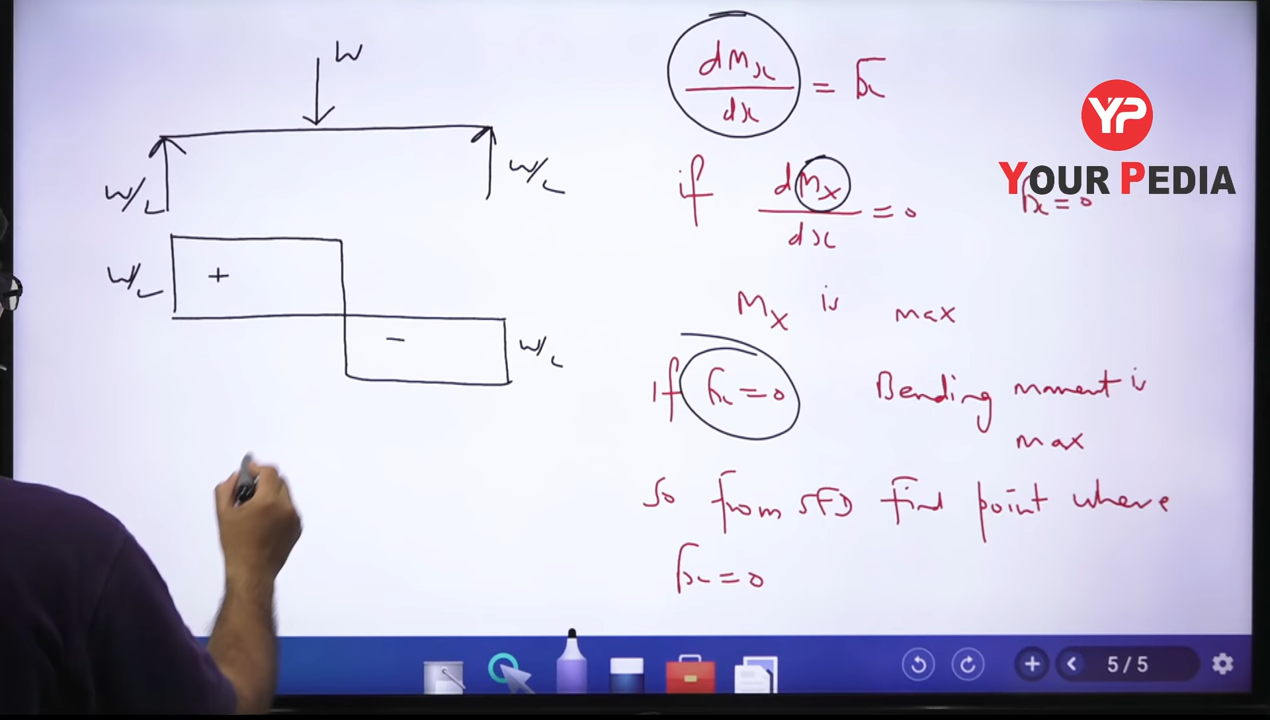 W
W/2
W/2
W/2
+
-
W/2
dMx
dx
= Fx
if dMx
dx
= 0
Fx = 0
Mx is max
If Fx = 0 Bending moment is
max
So from SFD find point where
Fx = 0
YP
YOUR PEDIA
5 / 5